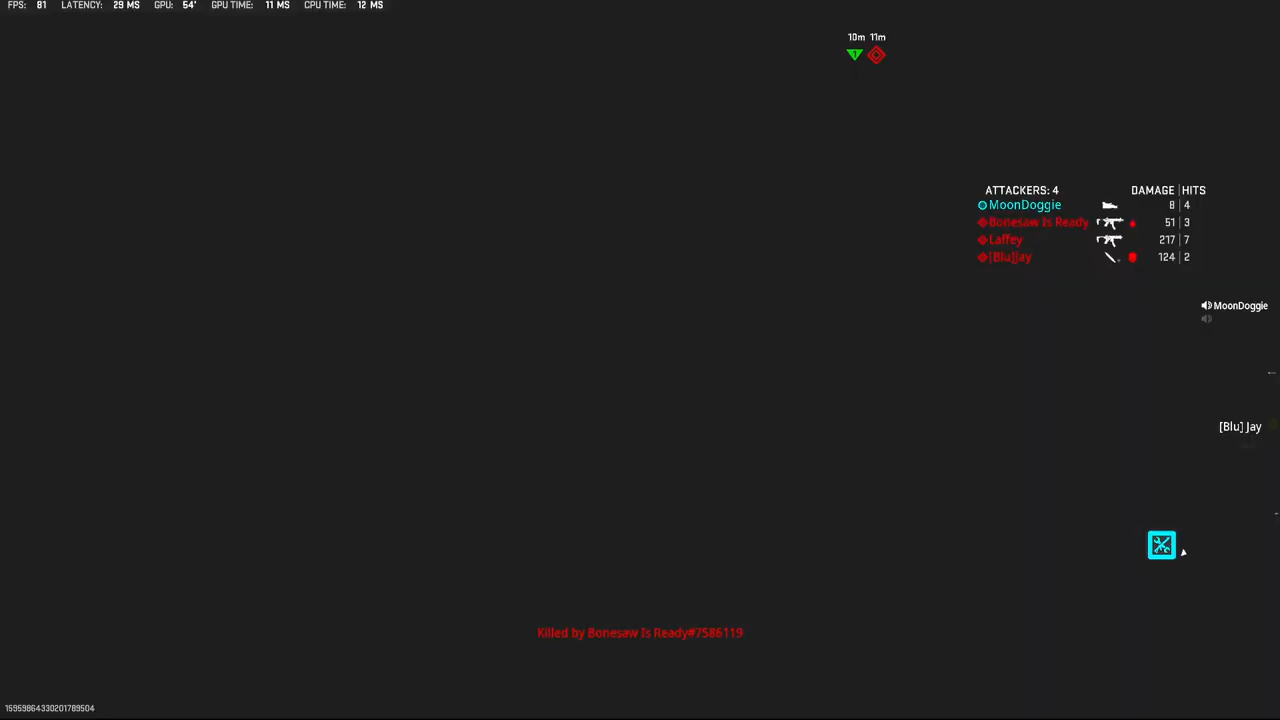 FPS: 81 LATENCY: 29 MS GPU: 54° GPU TIME: 11 MS CPU TIME: 12 MS
10m 11m
1
ATTACKERS: 4 DAMAGE HITS
MoonDoggie 8 4
Bonesaw Is Ready 51 3
Laffey 217 7
[Blu]Jay 124 2
MoonDoggie
[Blu] Jay
Killed by Bonesaw Is Ready#7586119
15959864330201789504